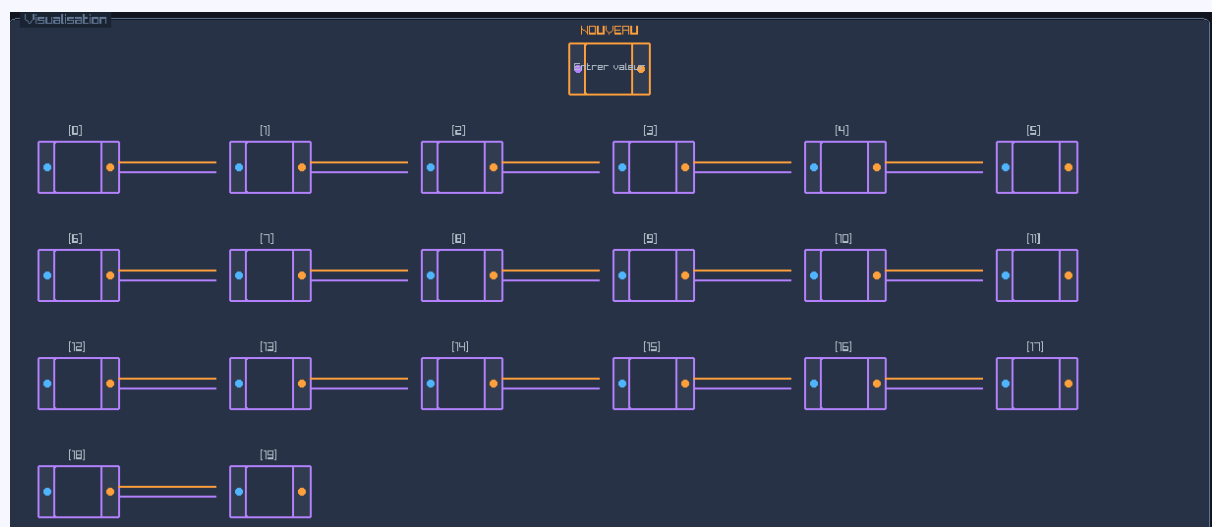 Visualisation
NOUVEAU
Entrer valeur
[0] [1] [2] [3] [4] [5]
[6] [7] [8] [9] [10] [11]
[12] [13] [14] [15] [16] [17]
[18] [19]